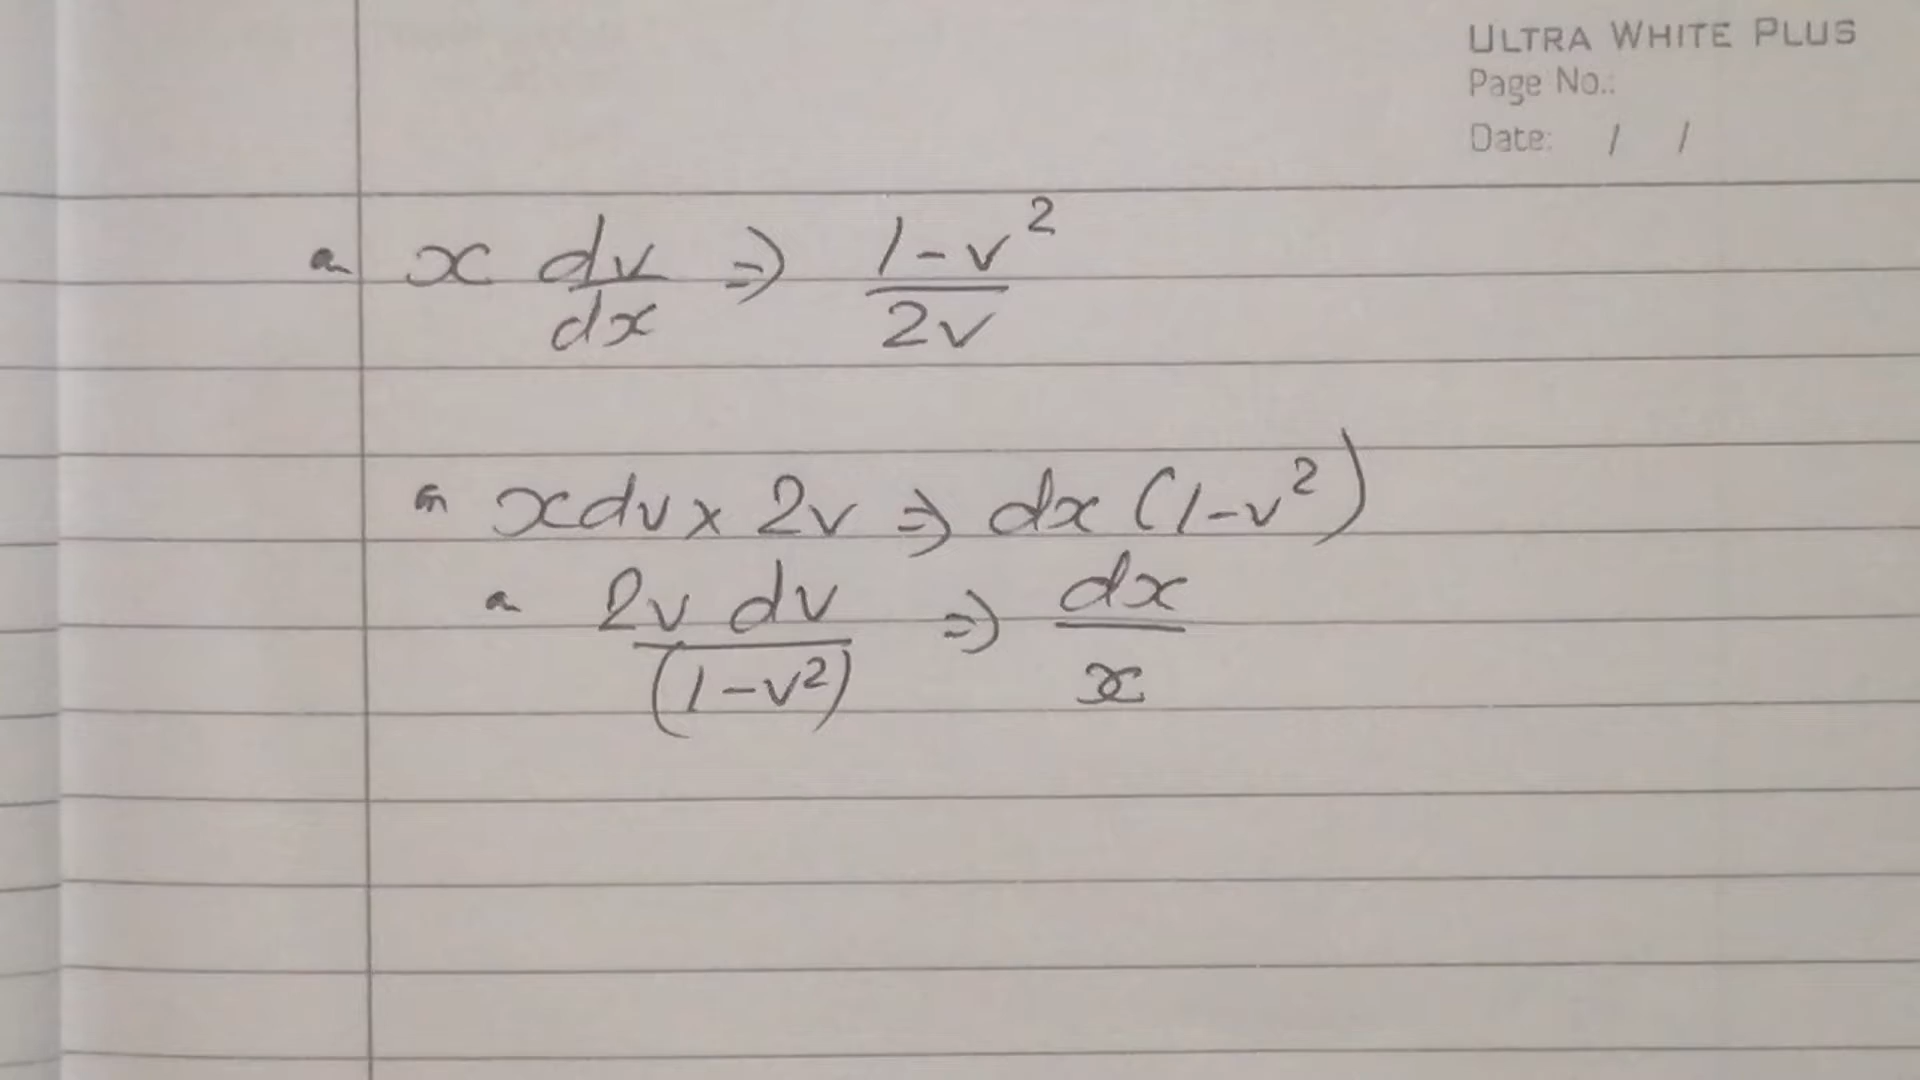 ULTRA WHITE PLUS
Page No.:
Date: / /
x dv/dx ⇒ 1-v²/2v
xdv x 2v ⇒ dx (1-v²)
2v dv/(1-v²) ⇒ dx/x